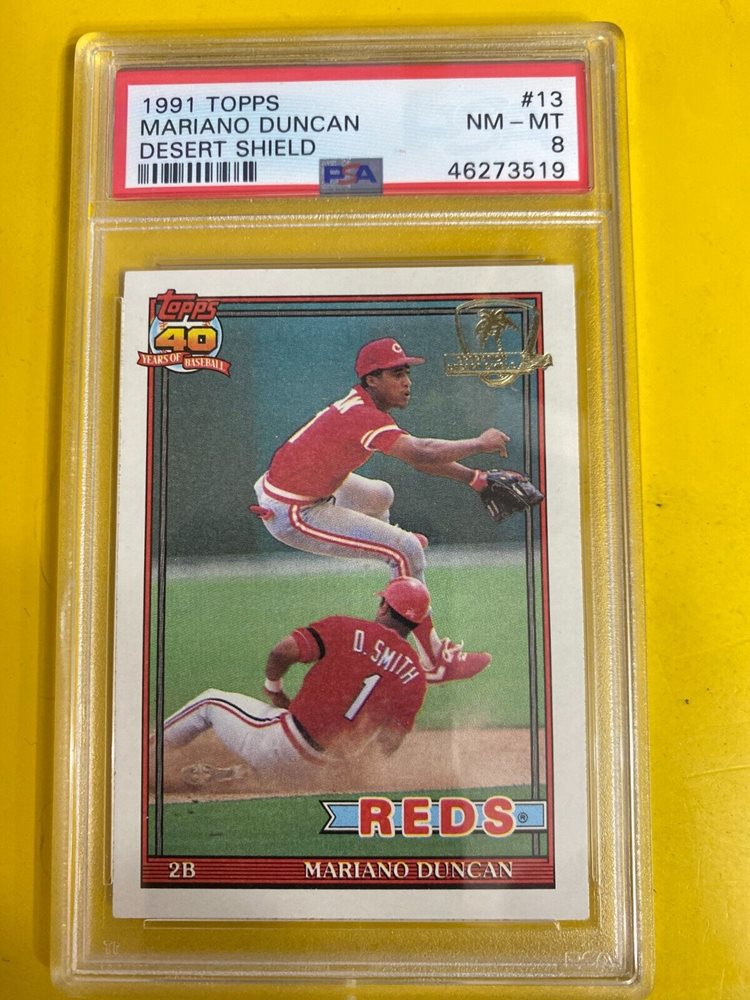 1991 TOPPS #13
MARIANO DUNCAN NM - MT
DESERT SHIELD 8
PSA 46273519
Topps
40
YEARS OF BASEBALL
C
O. SMITH
1
REDS®
2B MARIANO DUNCAN